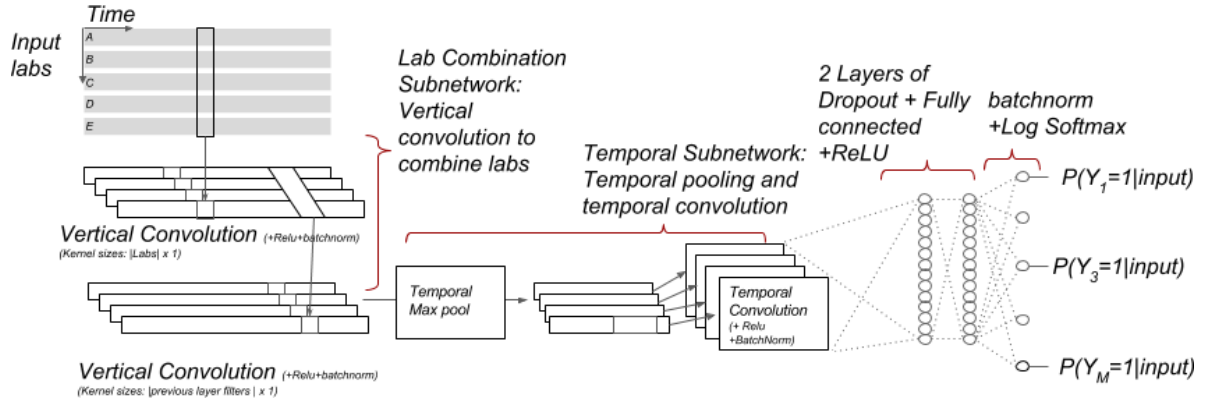 Time
Input
labs
A
B
C
D
E
Lab Combination
Subnetwork:
Vertical
convolution to
combine labs
Vertical Convolution (+Relu+batchnorm)
(Kernel sizes: |Labs| x 1)
Vertical Convolution (+Relu+batchnorm)
(Kernel sizes: |previous layer filters | x 1)
Temporal
Max pool
Temporal Subnetwork:
Temporal pooling and
temporal convolution
Temporal
Convolution
(+ Relu
+BatchNorm)
2 Layers of
Dropout + Fully
connected
+ReLU
batchnorm
+Log Softmax
P(Y₁=1|input)
P(Y₃=1|input)
P(Y_M=1|input)